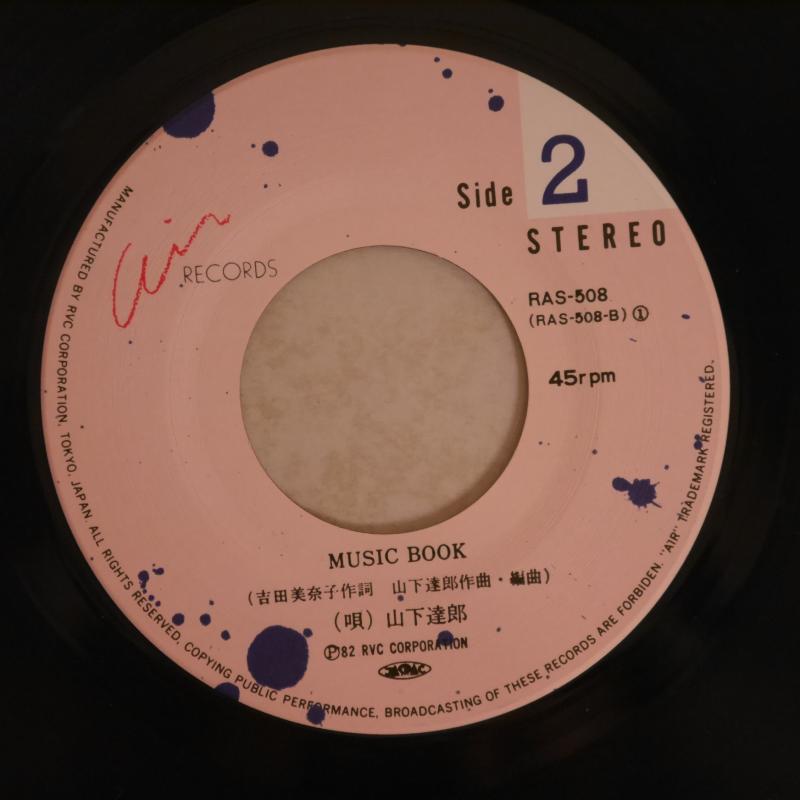 Side 2
STEREO
Air RECORDS
RAS-508
(RAS-508-B) ①
45rpm
MUSIC BOOK
(吉田美奈子作詞 山下達郎作曲・編曲)
(唄) 山下達郎
Ⓟ82 RVC CORPORATION
MANUFACTURED BY RVC CORPORATION, TOKYO, JAPAN. ALL RIGHTS RESERVED, COPYING PUBLIC PERFORMANCE, BROADCASTING OF THESE RECORDS ARE FORBIDDEN. "AIR" TRADEMARK REGISTERED.